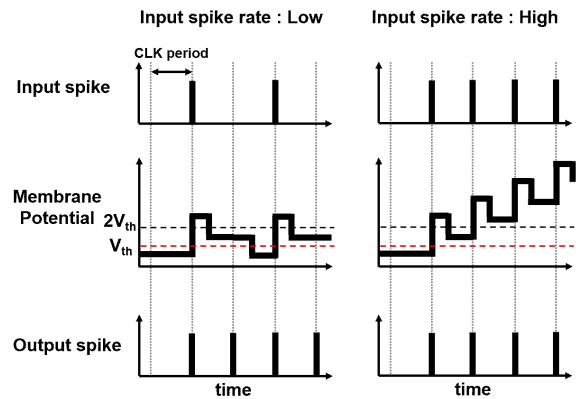 Input spike rate : Low
Input spike rate : High
CLK period
Input spike
Membrane
Potential
2Vth
Vth
Output spike
time
time